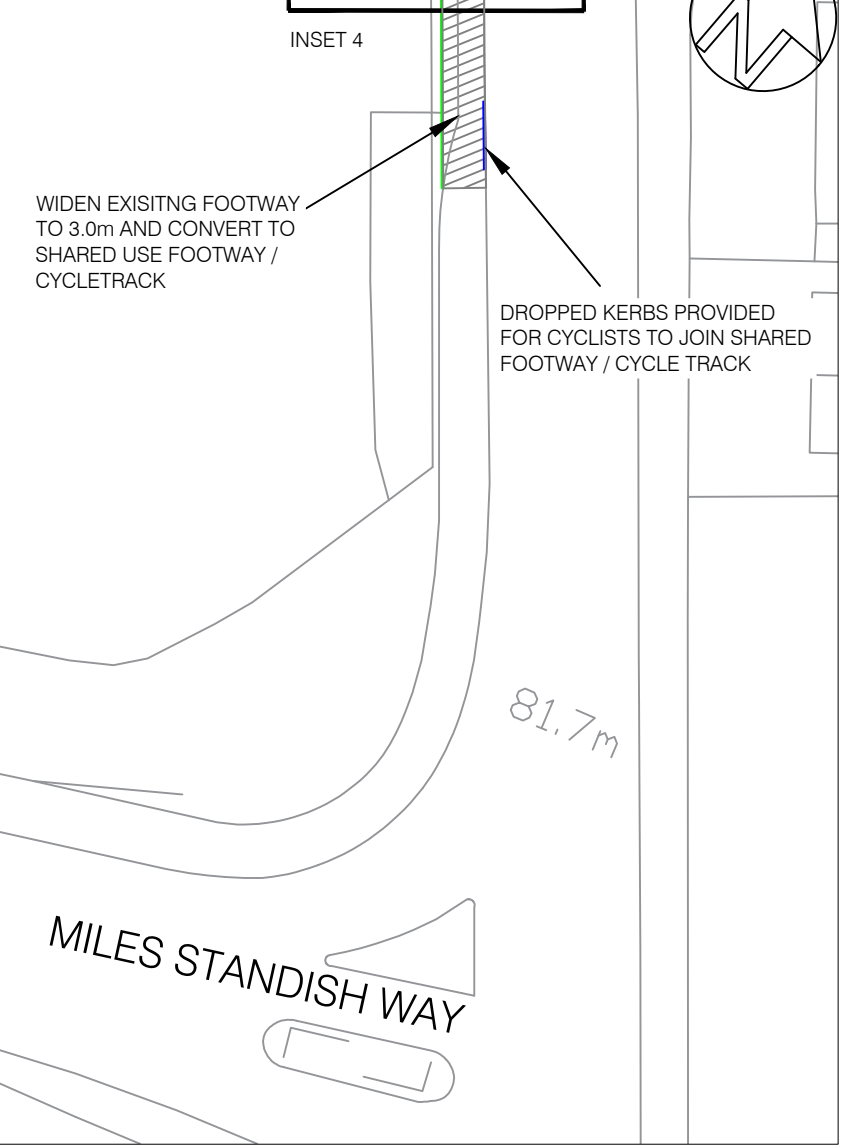 INSET 4
WIDEN EXISITNG FOOTWAY
TO 3.0m AND CONVERT TO
SHARED USE FOOTWAY /
CYCLETRACK
DROPPED KERBS PROVIDED
FOR CYCLISTS TO JOIN SHARED
FOOTWAY / CYCLE TRACK
81.7m
MILES STANDISH WAY
N